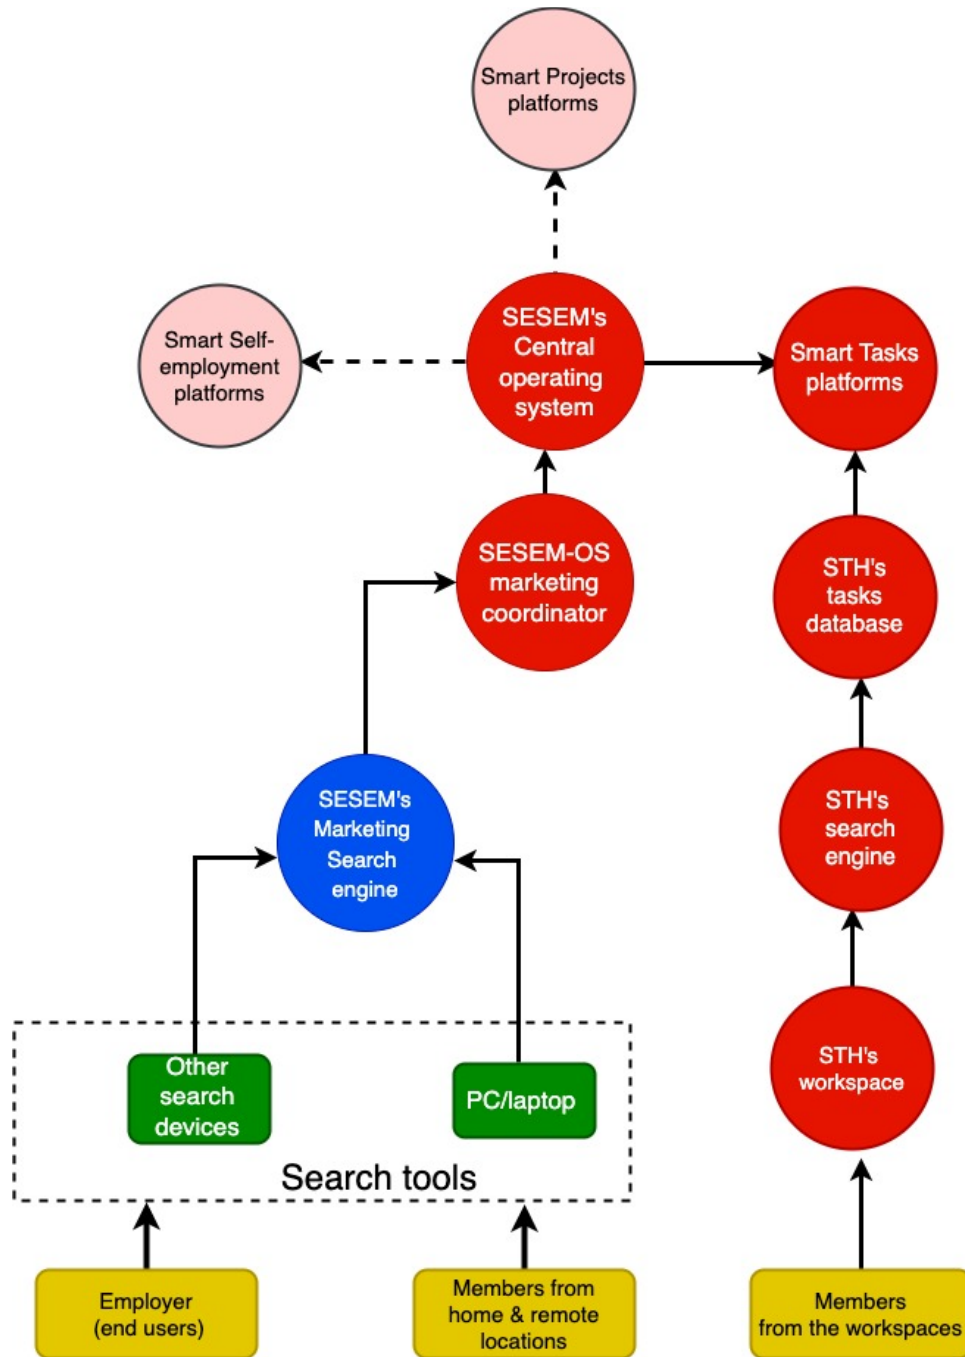 Smart Projects
platforms
SESEM's
Central
operating
system
Smart Self-
employment
platforms
Smart Tasks
platforms
SESEM-OS
marketing
coordinator
STH's
tasks
database
SESEM's
Marketing
Search
engine
STH's
search
engine
Other
search
devices
PC/laptop
STH's
workspace
Search tools
Employer
(end users)
Members from
home & remote
locations
Members
from the workspaces